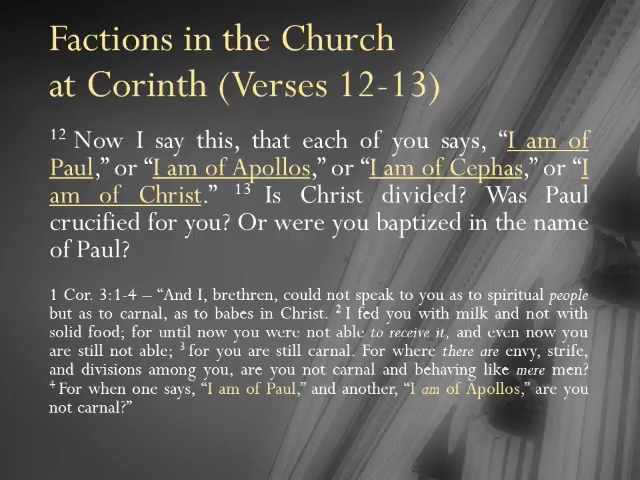 Factions in the Church
at Corinth (Verses 12-13)
12 Now I say this, that each of you says, “I am of
Paul,” or “I am of Apollos,” or “I am of Cephas,” or “I
am of Christ.” 13 Is Christ divided? Was Paul
crucified for you? Or were you baptized in the name
of Paul?
1 Cor. 3:1-4 – “And I, brethren, could not speak to you as to spiritual people
but as to carnal, as to babes in Christ. 2 I fed you with milk and not with
solid food; for until now you were not able to receive it, and even now you
are still not able; 3 for you are still carnal. For where there are envy, strife,
and divisions among you, are you not carnal and behaving like mere men?
4 For when one says, “I am of Paul,” and another, “I am of Apollos,” are you
not carnal?”